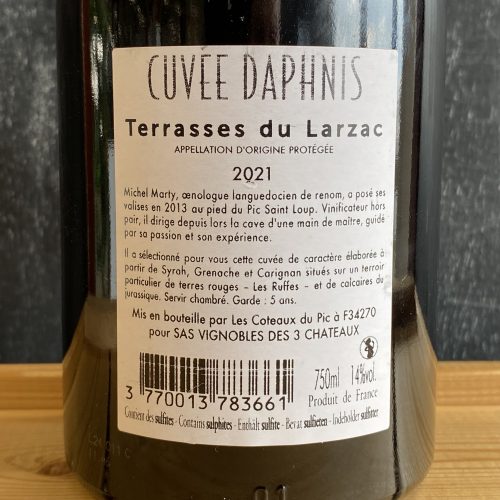 CUVÉE DAPHNIS
Terrasses du Larzac
APPELLATION D'ORIGINE PROTÉGÉE
2021
Michel Marty, œnologue languedocien de renom, a posé ses
valises en 2013 au pied du Pic Saint Loup. Vinificateur hors
pair, il dirige depuis lors la cave d'une main de maître, guidé
par sa passion et son expérience.
Il a sélectionné pour vous cette cuvée de caractère élaborée à
partir de Syrah, Grenache et Carignan situés sur un terroir
particulier de terres rouges – Les Ruffes – et de calcaires du
jurassique. Servir chambré. Garde : 5 ans.
Mis en bouteille par Les Coteaux du Pic à F34270
pour SAS VIGNOBLES DES 3 CHATEAUX
750ml 14%vol.
Produit de France
3 770013 783661
Contient des sulfites - Contains sulphites - Enthält sulfite - Bevat sulfieten - Indeholder sulfitter